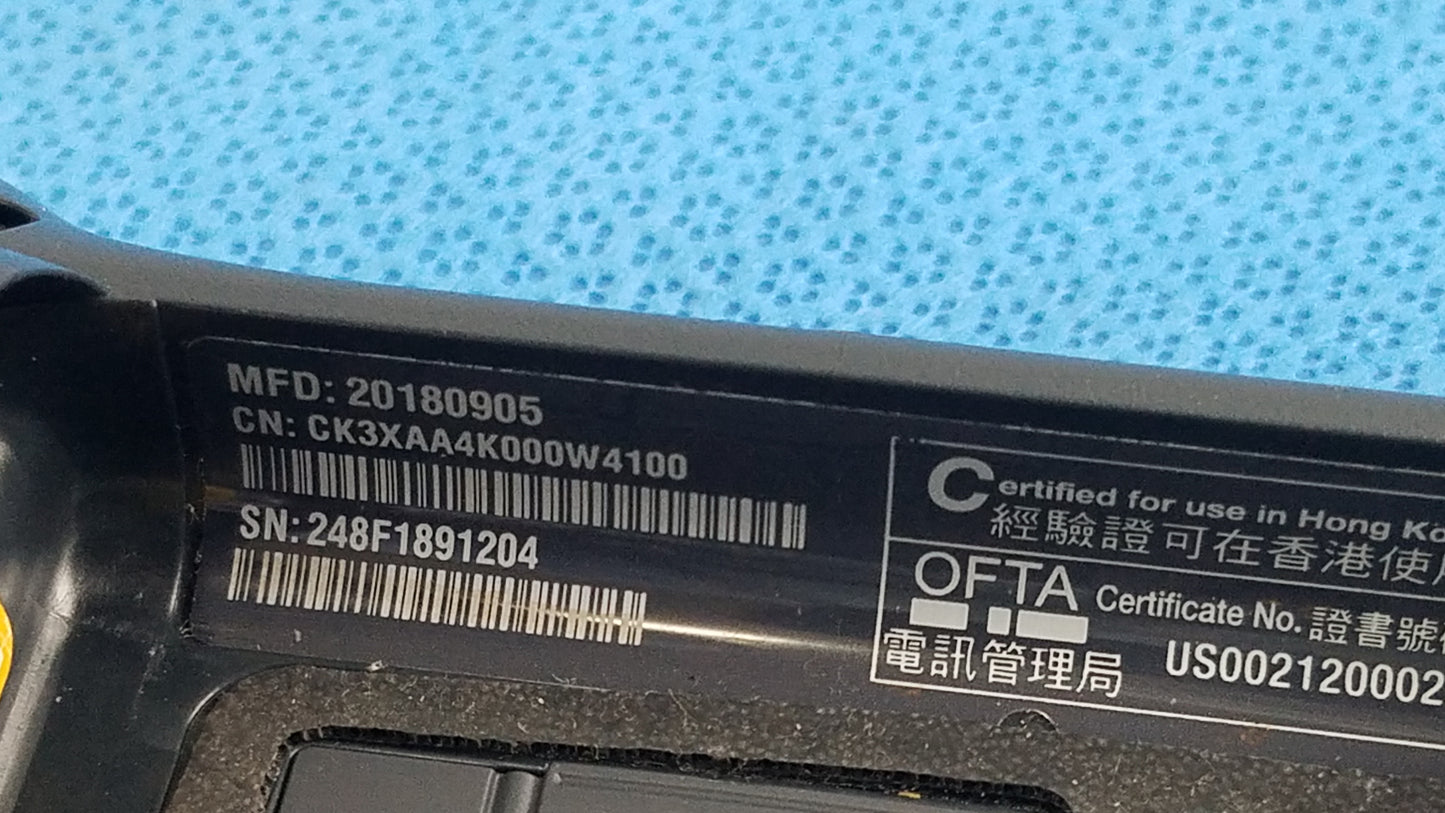 MFD: 20180905
CN: CK3XAA4K000W4100
SN: 248F1891204
Certified for use in Hong
經驗證可在香港使
OFTA
電訊管理局
Certificate No. 證書號
US002120002